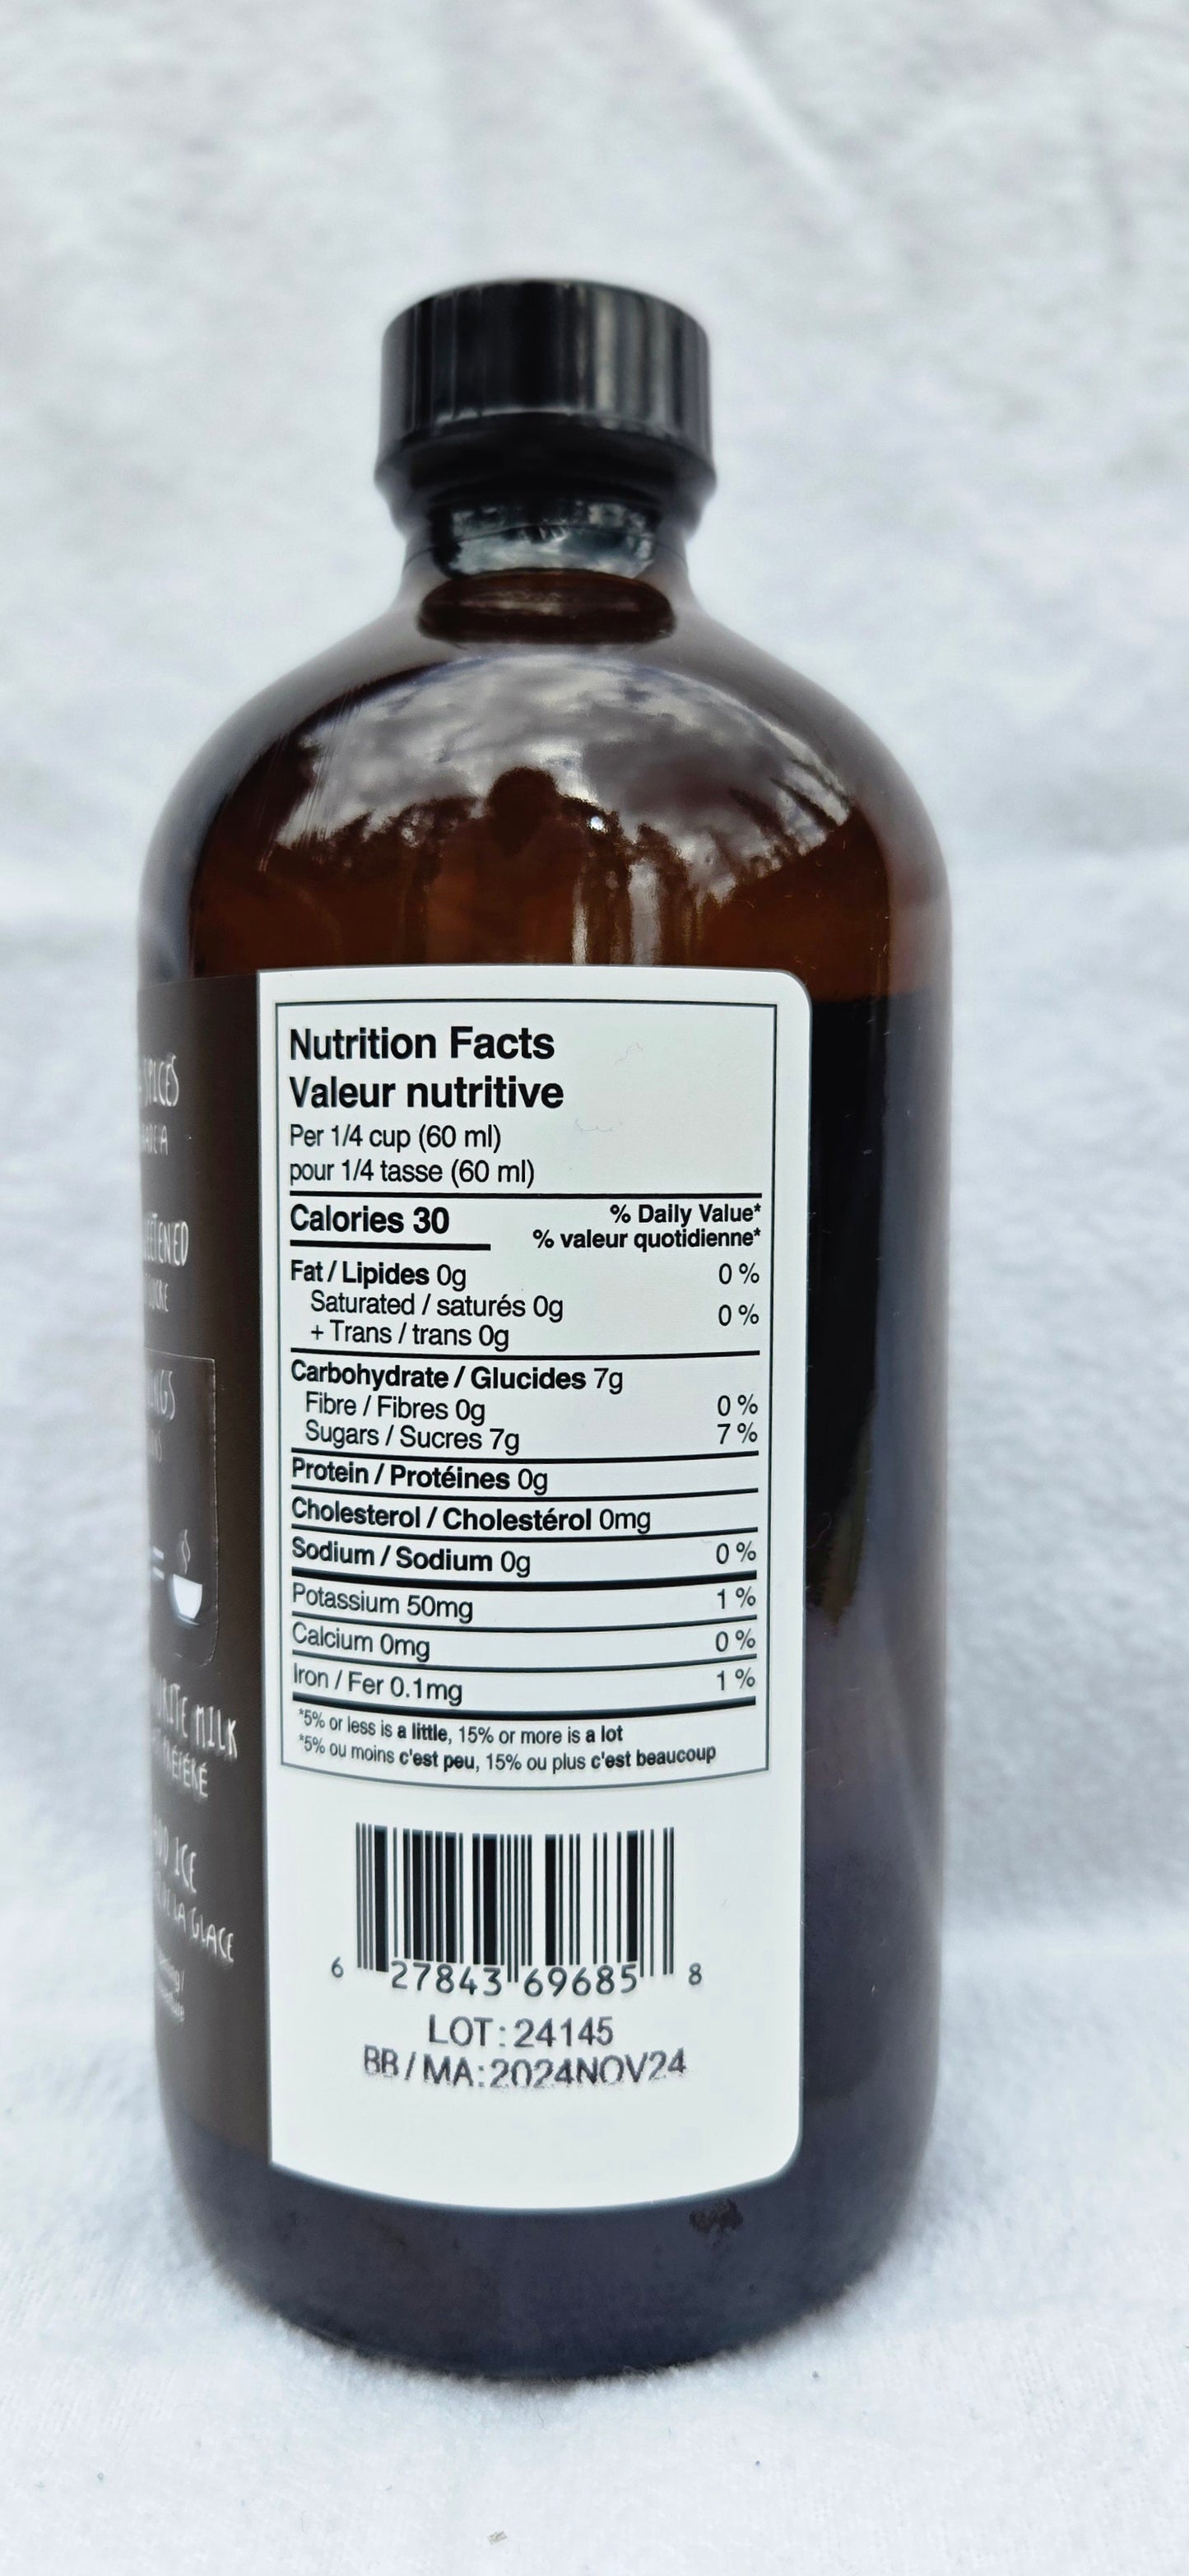 SPICES
Nutrition Facts
Valeur nutritive
Per 1/4 cup (60 ml)
pour 1/4 tasse (60 ml)
Calories 30
% Daily Value*
% valeur quotidienne*
Fat / Lipides 0g 0 %
Saturated / saturés 0g 0 %
+ Trans / trans 0g
Carbohydrate / Glucides 7g
Fibre / Fibres 0g 0 %
Sugars / Sucres 7g 7 %
Protein / Protéines 0g
Cholesterol / Cholestérol 0mg
Sodium / Sodium 0g 0 %
Potassium 50mg 1 %
Calcium 0mg 0 %
Iron / Fer 0.1mg 1 %
*5% or less is a little, 15% or more is a lot
*5% ou moins c'est peu, 15% ou plus c'est beaucoup
MILK
ICE
LA GLACE
6 27843 69685 8
LOT: 24145
BB / MA: 2024NOV24